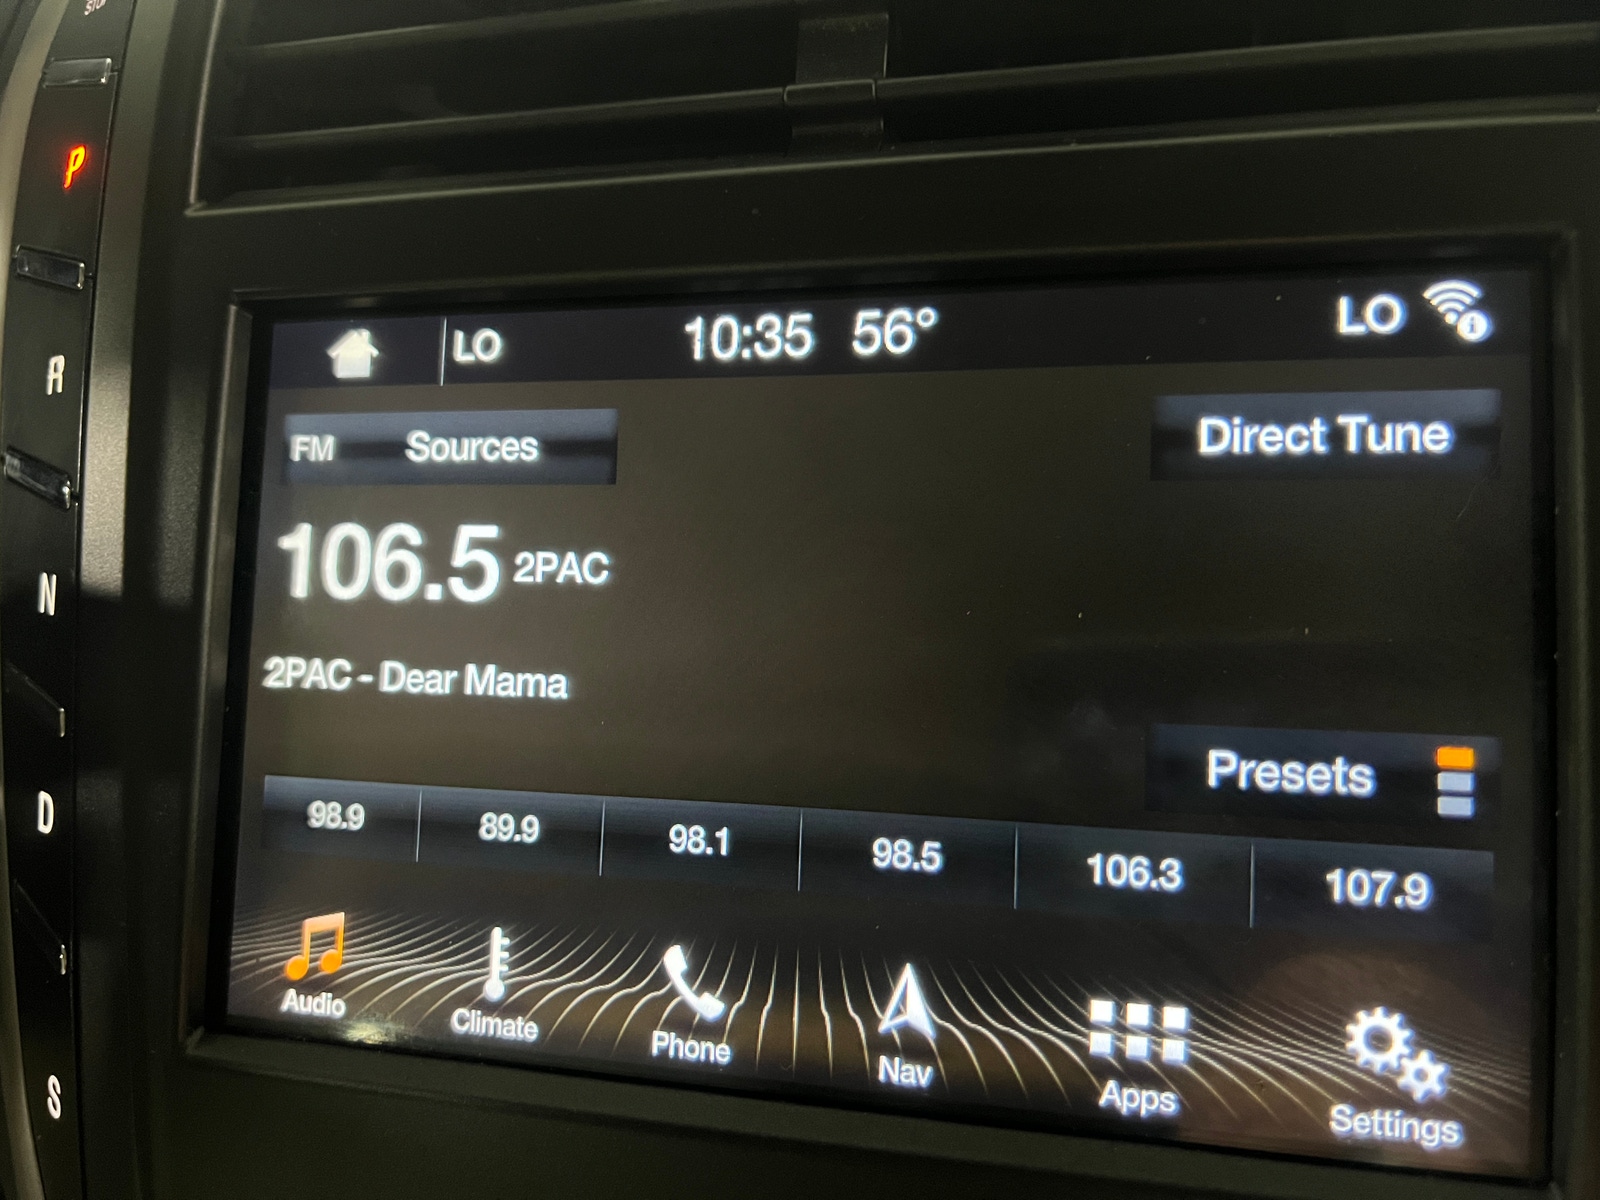 P
R
N
D
S
LO 10:35 56° LO
FM Sources
Direct Tune
106.5 2PAC
2PAC - Dear Mama
Presets
98.9 89.9 98.1 98.5 106.3 107.9
Audio Climate Phone Nav Apps Settings